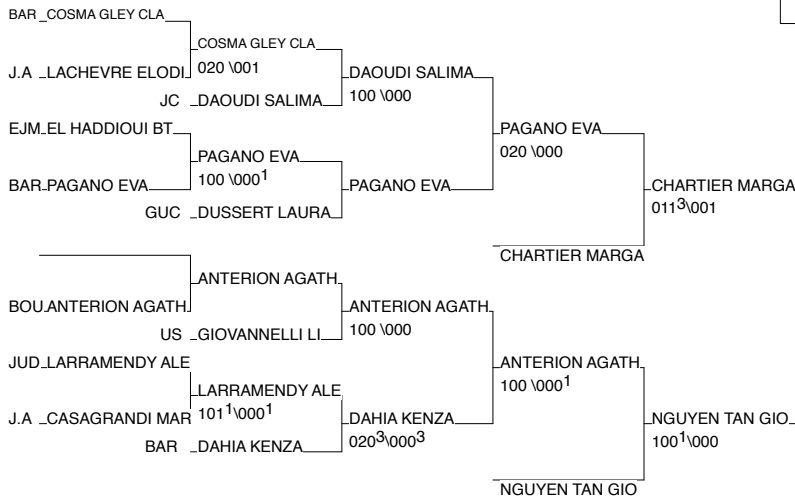 BAR COSMA GLEY CLA
COSMA GLEY CLA
020 \001
J.A LACHEVRE ELODI
DAOUDI SALIMA
100 \000
JC DAOUDI SALIMA
EJM EL HADDIOUI BT
PAGANO EVA
020 \000
PAGANO EVA
100 \0001
BAR PAGANO EVA
PAGANO EVA
CHARTIER MARGA
0113\001
GUC DUSSERT LAURA
CHARTIER MARGA
ANTERION AGATH
BOU ANTERION AGATH
ANTERION AGATH
100 \000
US GIOVANNELLI LI
JUD LARRAMENDY ALE
ANTERION AGATH
100 \0001
LARRAMENDY ALE
1011\0001
J.A CASAGRANDI MAR
DAHIA KENZA
0203\0003
NGUYEN TAN GIO
1001\000
BAR DAHIA KENZA
NGUYEN TAN GIO